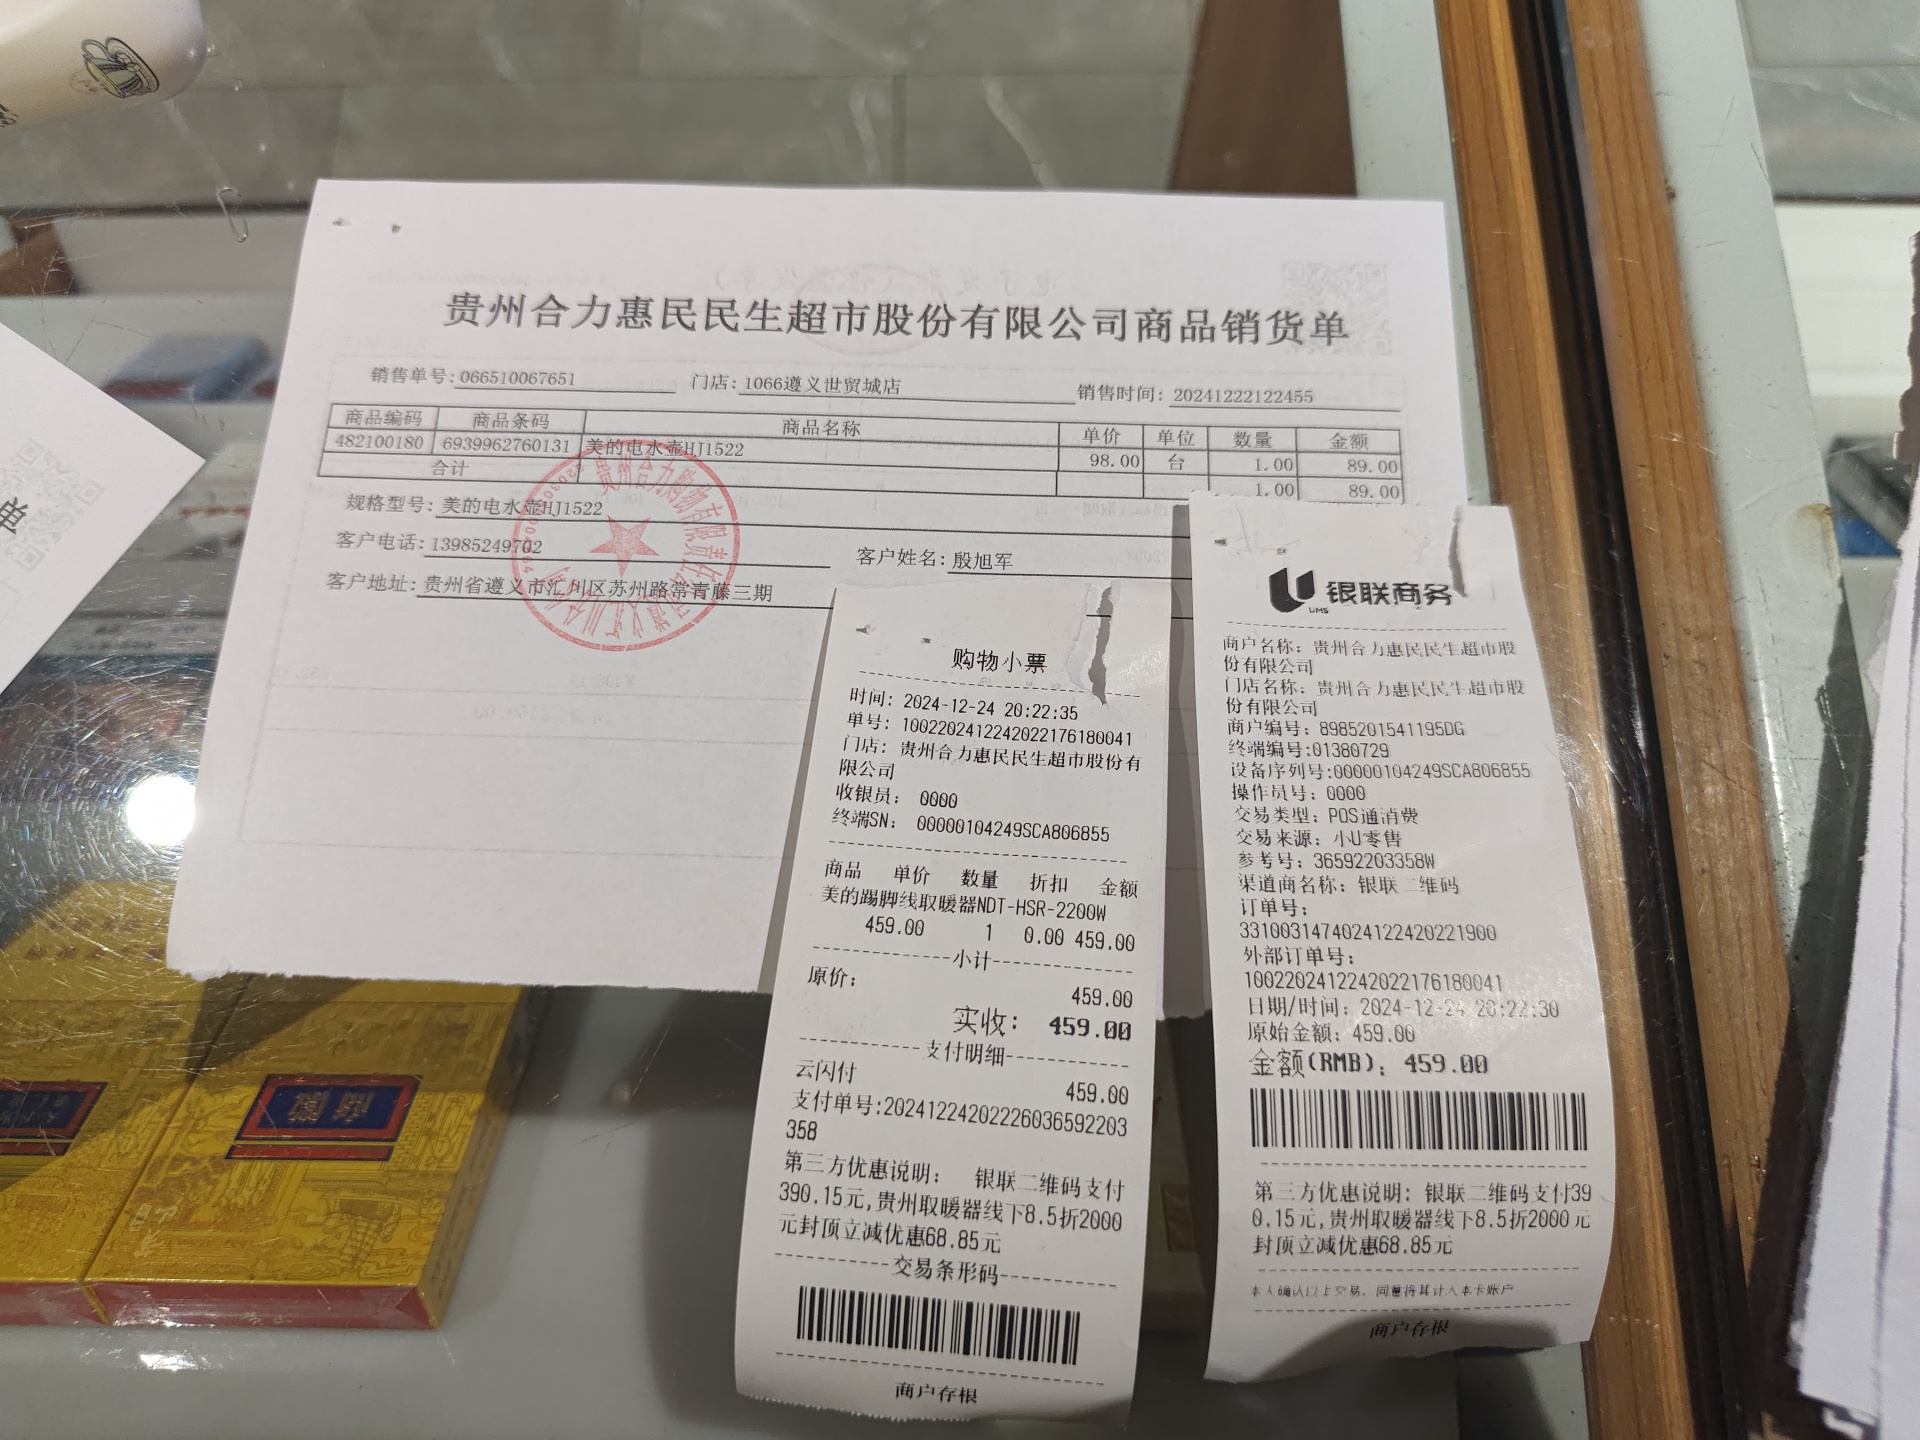 贵州合力惠民民生超市股份有限公司商品销货单
销售单号: 066510067651 门店: 1066遵义世贸城店 销售时间: 20241222122455
商品编码 商品条码 商品名称 单价 单位 数量 金额
482100180 6939962760131 美的电水壶HJ1522 98.00 台 1.00 89.00
合计 1.00 89.00
规格型号: 美的电水壶HJ1522
客户电话: 13985249702 客户姓名: 殷旭军
客户地址: 贵州省遵义市汇川区苏州路常青藤三期
购物小票
时间: 2024-12-24 20:22:35
单号: 1002202412242022176180041
门店: 贵州合力惠民民生超市股份有
限公司
收银员: 0000
终端SN: 00000104249SCA806855
商品 单价 数量 折扣 金额
美的踢脚线取暖器NDT-HSR-2200W
459.00 1 0.00 459.00
小计
原价:
459.00
实收: 459.00
支付明细
云闪付
459.00
支付单号:20241224202226036592203
358
第三方优惠说明: 银联二维码支付
390.15元,贵州取暖器线下8.5折2000
元封顶立减优惠68.85元
交易条形码
商户存根
银联商务
UMS
商户名称: 贵州合力惠民民生超市股
份有限公司
门店名称: 贵州合力惠民民生超市股
份有限公司
商户编号: 8985201541195DG
终端编号:01380729
设备序列号:00000104249SCA806855
操作员号: 0000
交易类型: POS通消费
交易来源: 小U零售
参考号: 36592203358W
渠道商名称: 银联二维码
订单号:
3310031474024122420221900
外部订单号:
1002202412242022176180041
日期/时间: 2024-12-24 20:22:30
原始金额: 459.00
金额(RMB): 459.00
第三方优惠说明: 银联二维码支付39
0.15元,贵州取暖器线下8.5折2000元
封顶立减优惠68.85元
本人确认以上交易, 同意将其计入本卡账户
商户存根